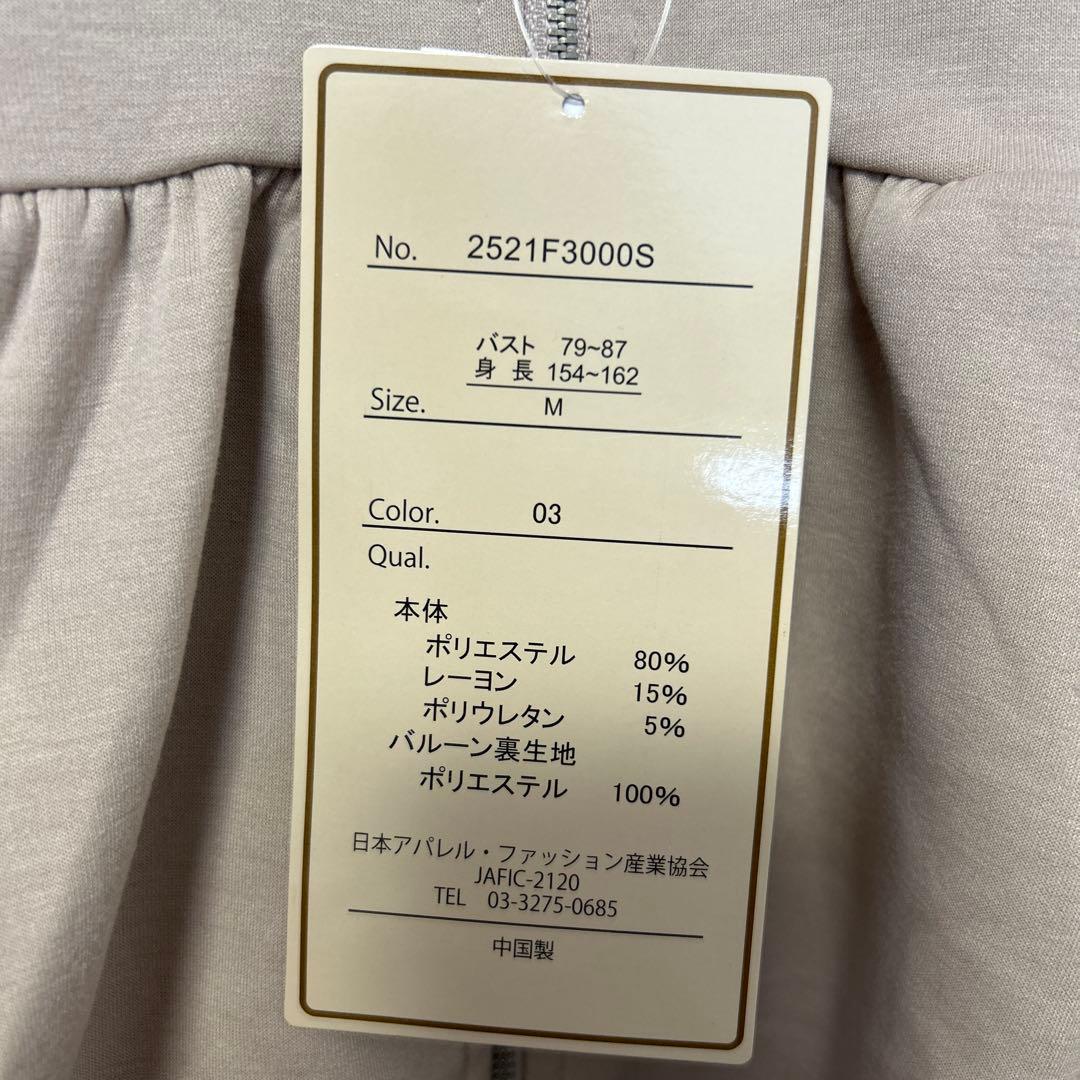 No. 2521F3000S
バスト 79~87
身長 154~162
Size. M
Color. 03
Qual.
本体
ポリエステル 80%
レーヨン 15%
ポリウレタン 5%
バルーン裏生地
ポリエステル 100%
日本アパレル・ファッション産業協会
JAFIC-2120
TEL 03-3275-0685
中国製